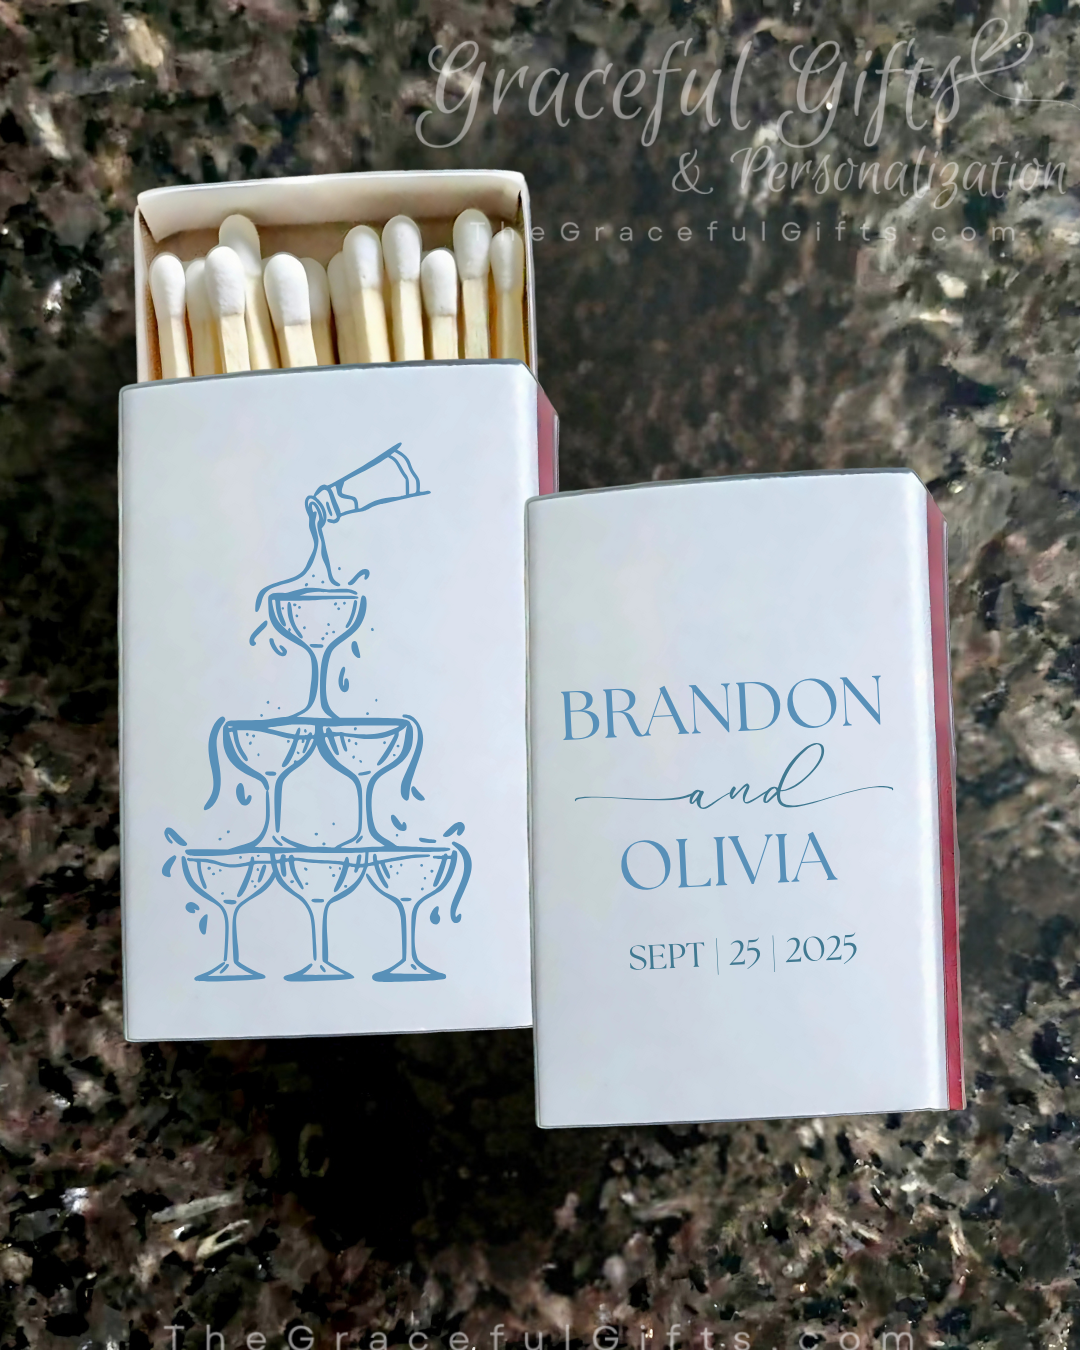 Graceful Gifts
& Personalization
TheGracefulGifts.com
BRANDON
and
OLIVIA
SEPT | 25 | 2025
TheGracefulGifts.com